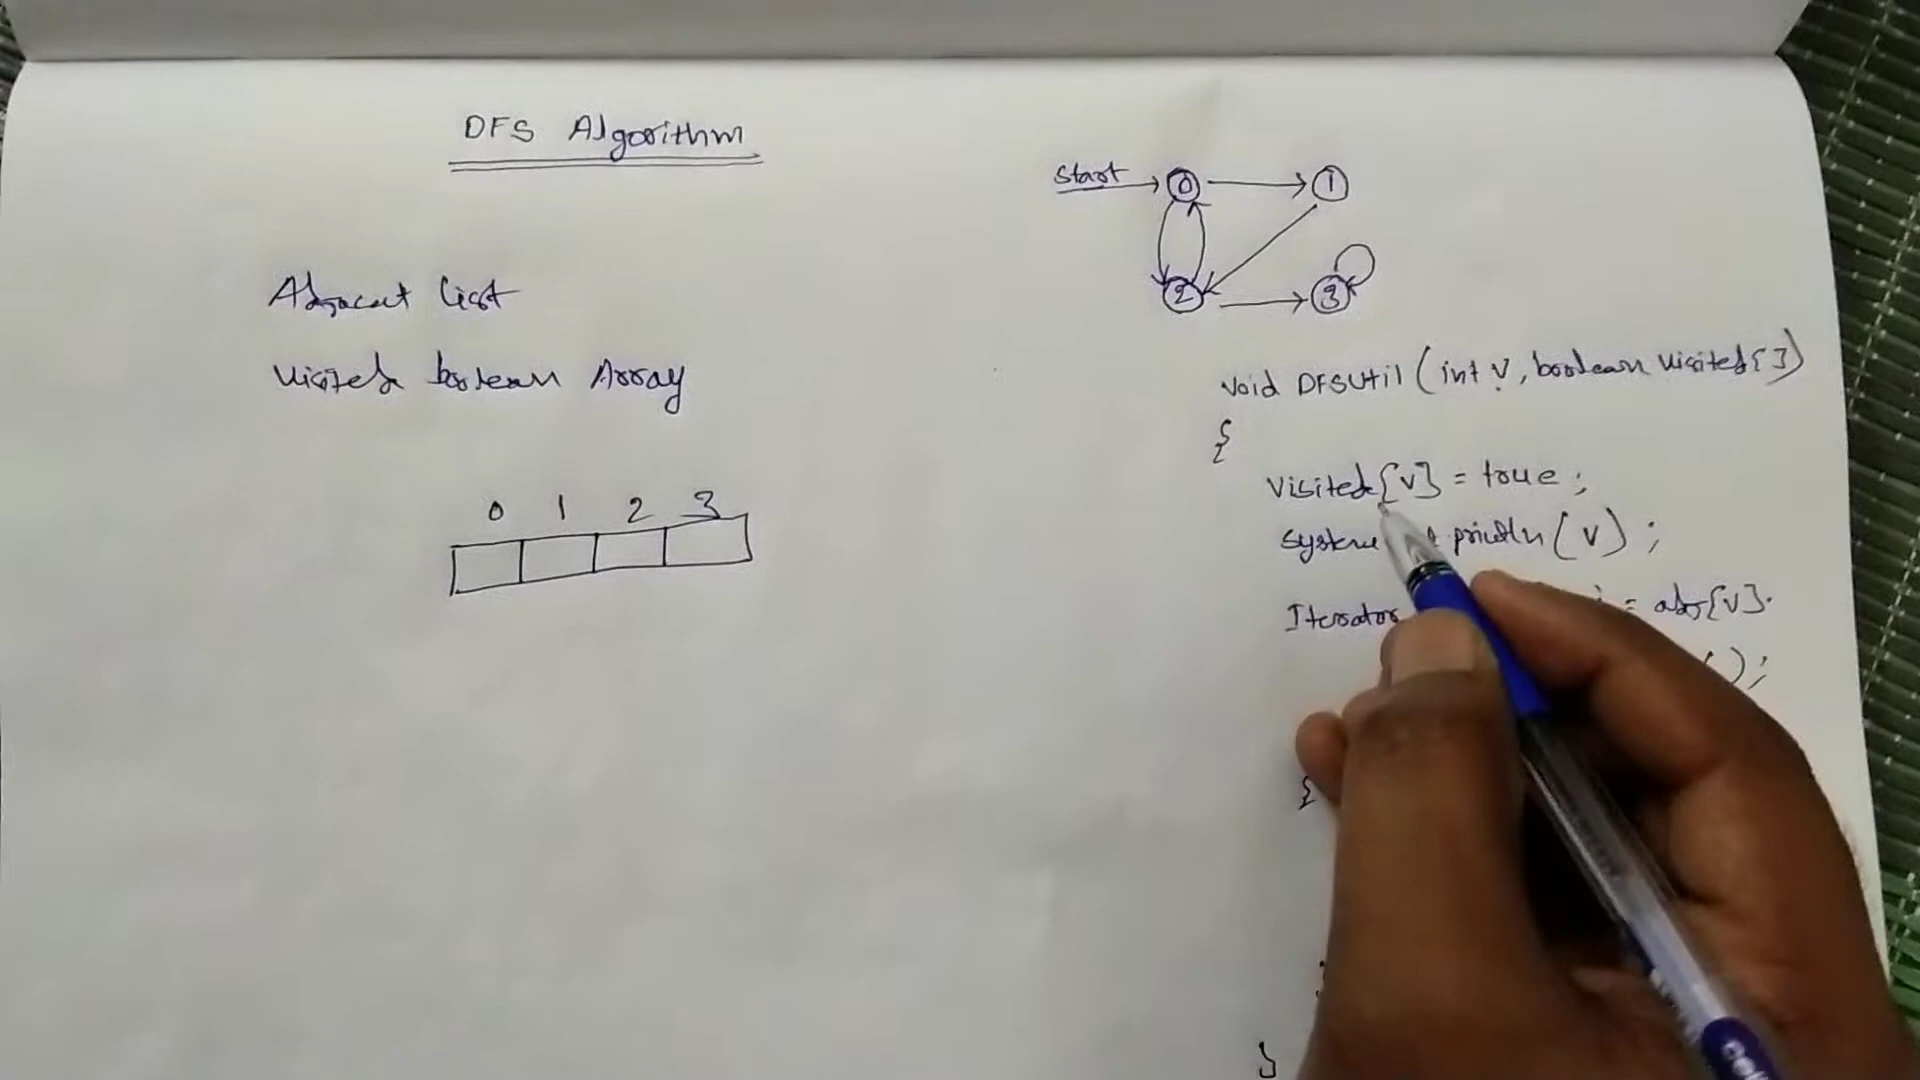 DFS Algorithm
Start
0
1
2
3
Adjacent list
Visited boolean Array
0 1 2 3
void DFSUtil (int v, boolean visited[])
{
Visited[v] = true;
System println (v);
Iterator i = adj[v].
();
{
}